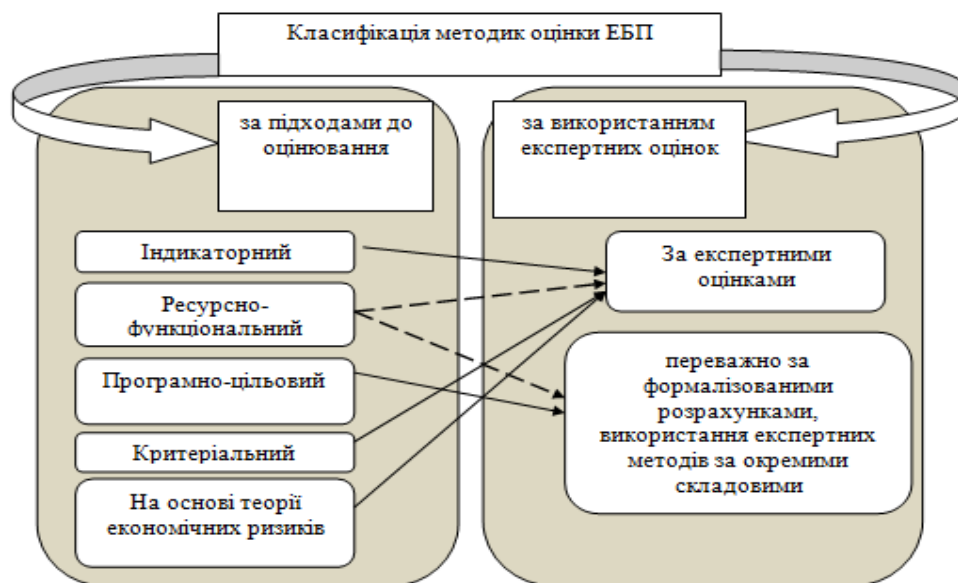 Класифікація методик оцінки ЕБП
за підходами до
оцінювання
за використанням
експертних оцінок
Індикаторний
Ресурсно-
функціональний
Програмно-цільовий
Критеріальний
На основі теорії
економічних ризиків
За експертними
оцінками
переважно за
формалізованими
розрахунками,
використання експертних
методів за окремими
складовими